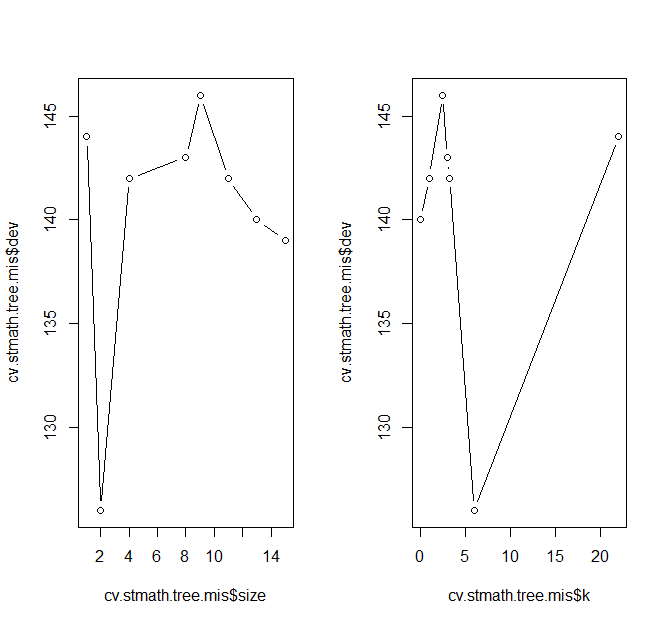 cv.stmath.tree.mis$dev
145
140
135
130
2 4 6 8 10 14
cv.stmath.tree.mis$size
cv.stmath.tree.mis$dev
145
140
135
130
0 5 10 15 20
cv.stmath.tree.mis$k